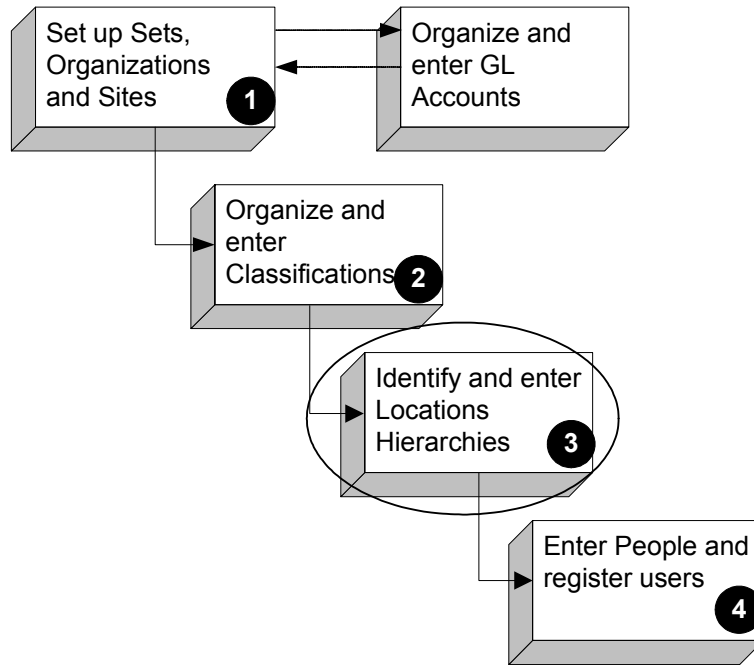 Set up Sets,
Organizations
and Sites
1
Organize and
enter GL
Accounts
Organize and
enter
Classifications
2
Identify and enter
Locations
Hierarchies
3
Enter People and
register users
4